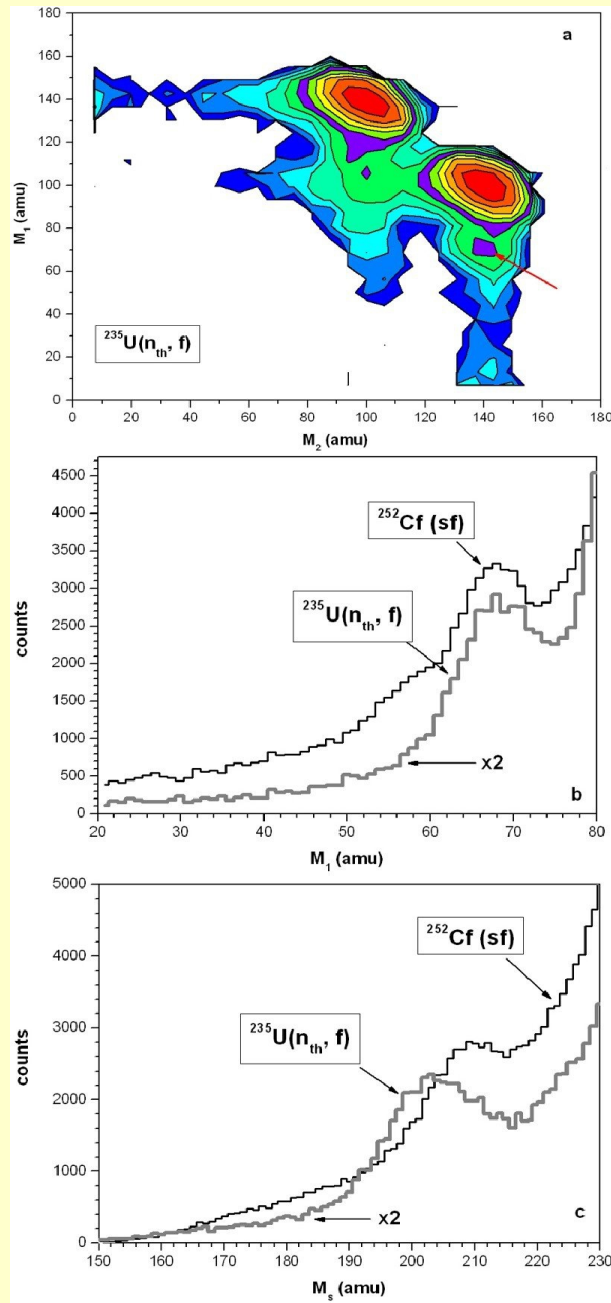 a
180
160
140
120
100
80
60
40
20
0
M₁ (amu)
²³⁵U(nₜₕ, f)
0 20 40 60 80 100 120 140 160 180
M₂ (amu)
4500
4000
3500
3000
2500
2000
1500
1000
500
0
counts
²⁵²Cf (sf)
²³⁵U(nₜₕ, f)
x2
b
20 30 40 50 60 70 80
M₁ (amu)
5000
4000
3000
2000
1000
0
counts
²⁵²Cf (sf)
²³⁵U(nₜₕ, f)
x2
c
150 160 170 180 190 200 210 220 230
Mₛ (amu)